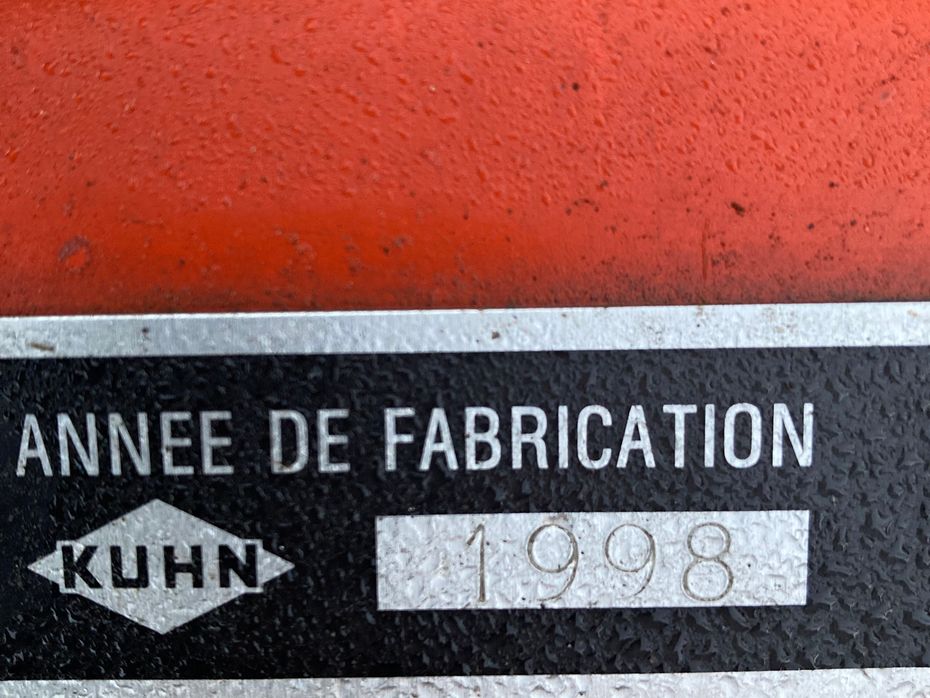 ANNEE DE FABRICATION
KUHN
1998